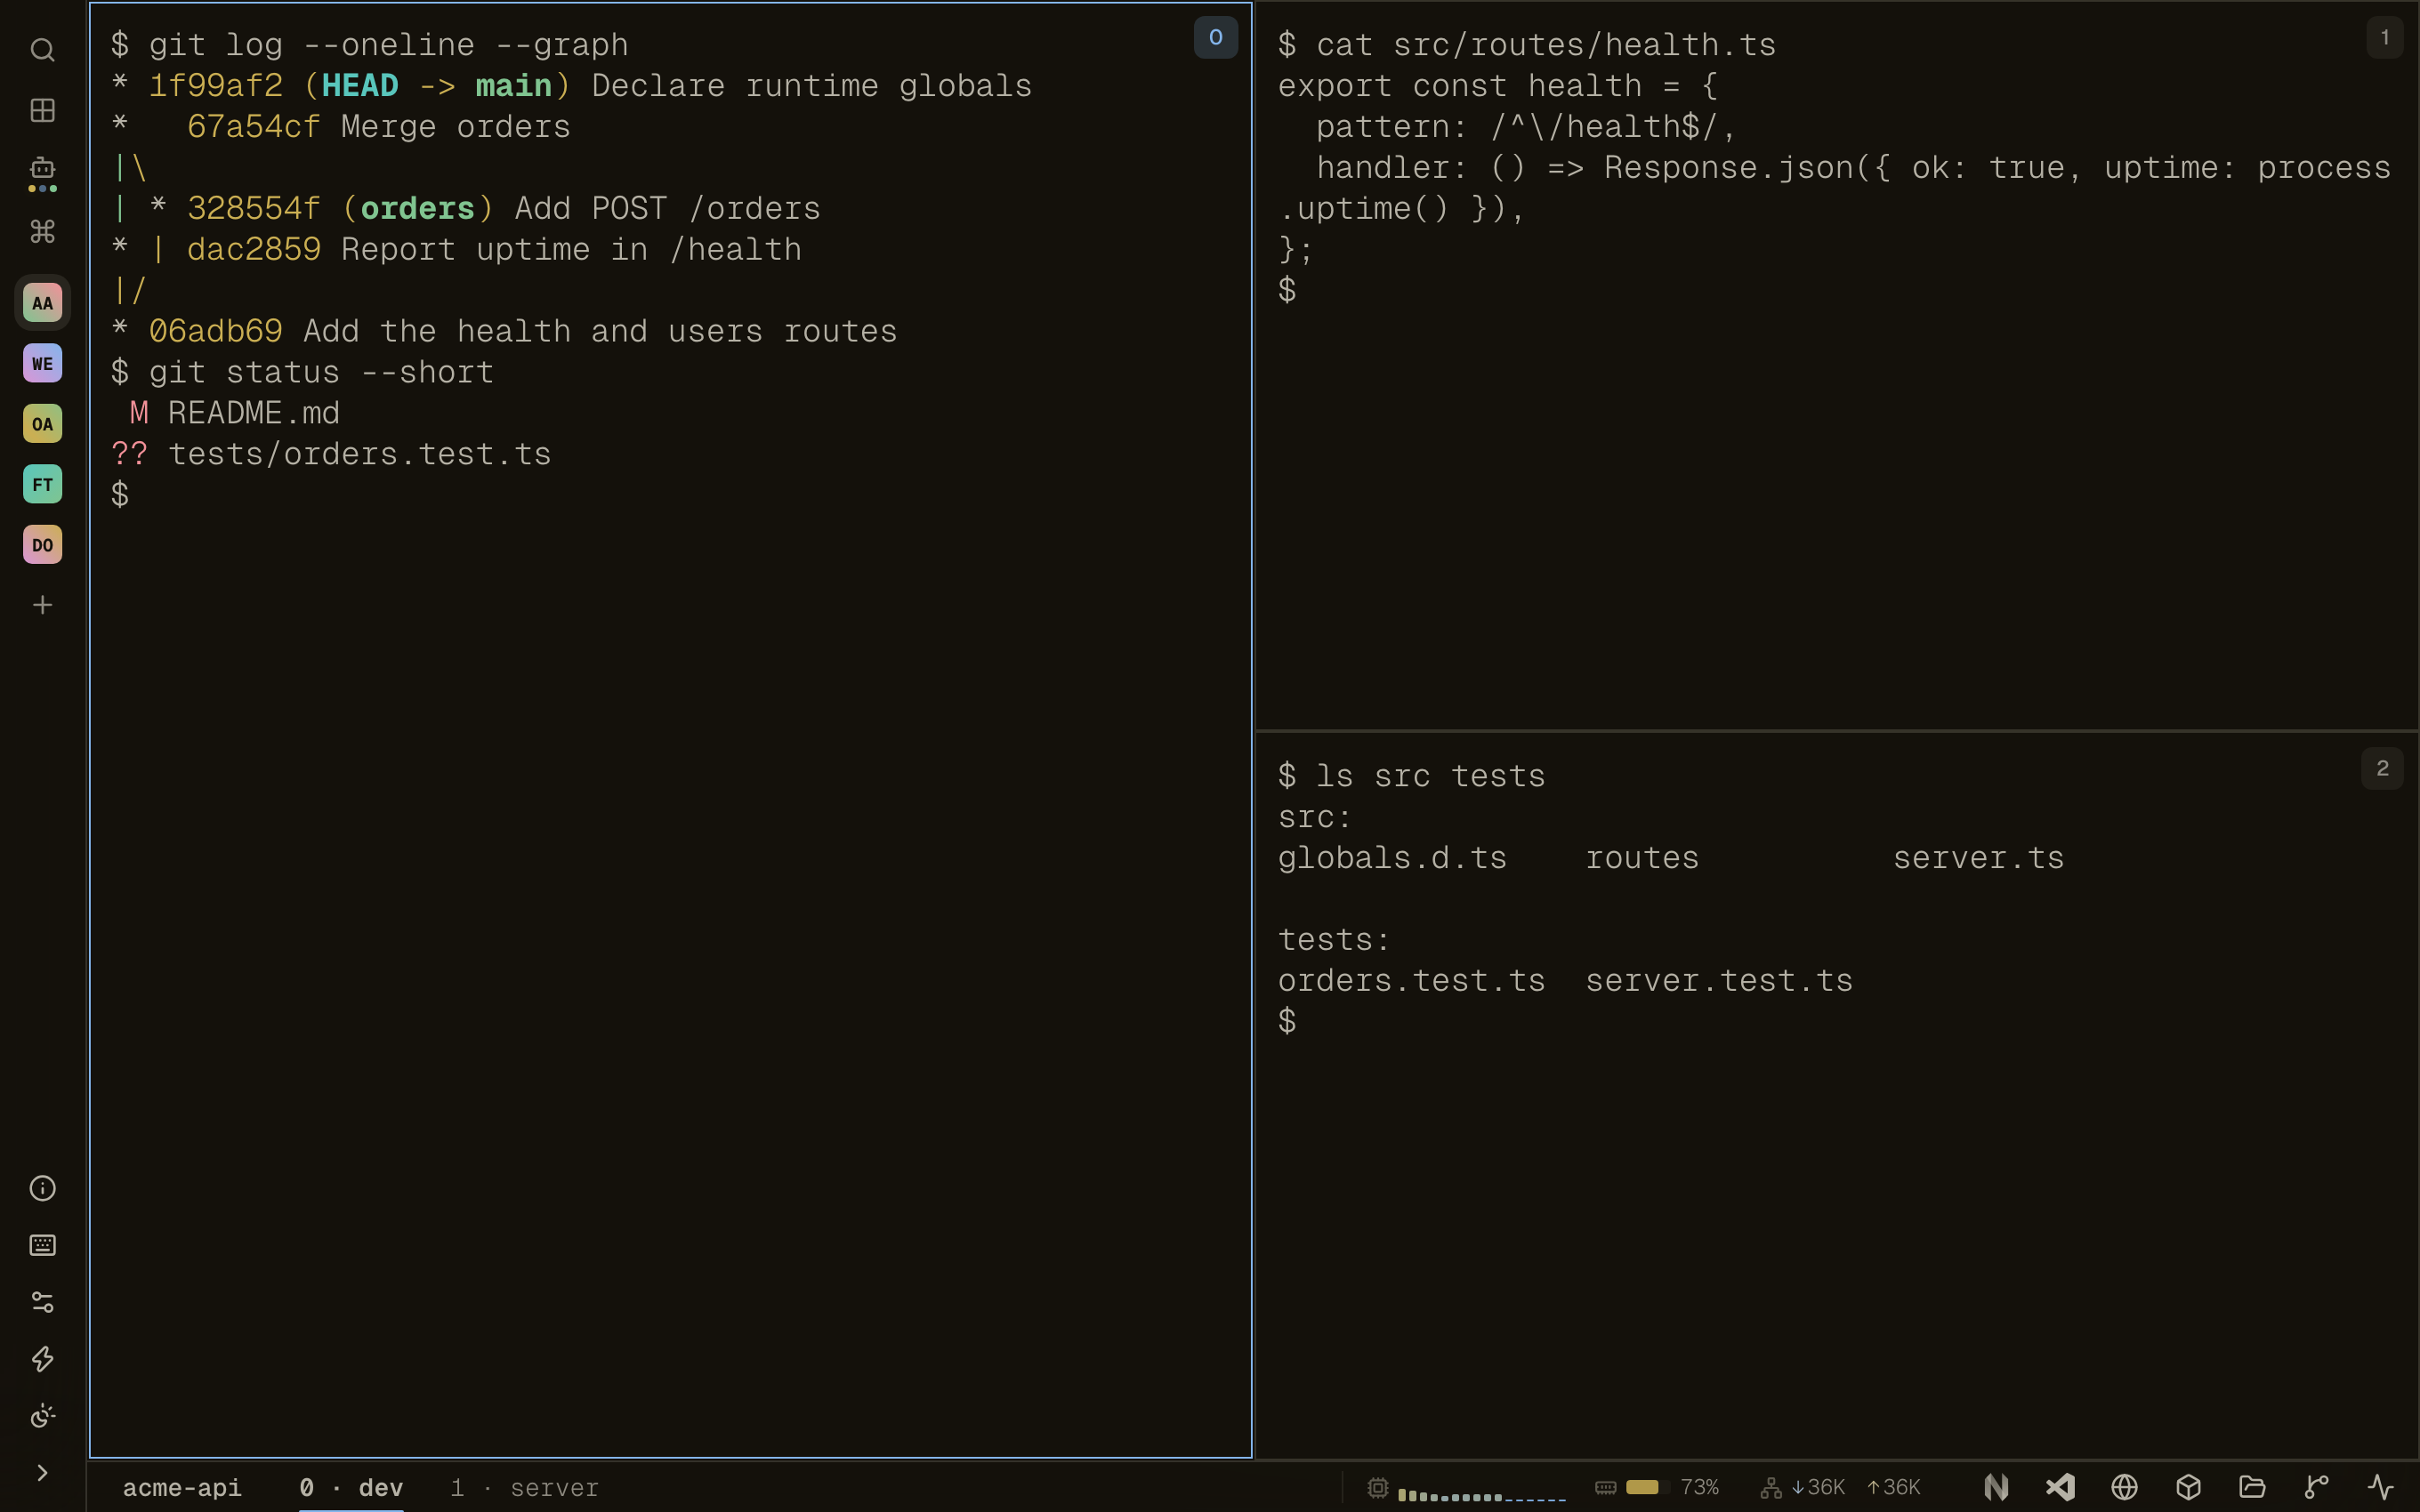 AA
WE
OA
FT
DO
0
$ git log --oneline --graph
* 1f99af2 (HEAD -> main) Declare runtime globals
*   67a54cf Merge orders
|\
| * 328554f (orders) Add POST /orders
* | dac2859 Report uptime in /health
|/
* 06adb69 Add the health and users routes
$ git status --short
 M README.md
?? tests/orders.test.ts
$
1
$ cat src/routes/health.ts
export const health = {
  pattern: /^\/health$/,
  handler: () => Response.json({ ok: true, uptime: process
.uptime() }),
};
$
2
$ ls src tests
src:
globals.d.ts    routes          server.ts

tests:
orders.test.ts  server.test.ts
$
acme-api 0 · dev 1 · server 73% ↓36K ↑36K